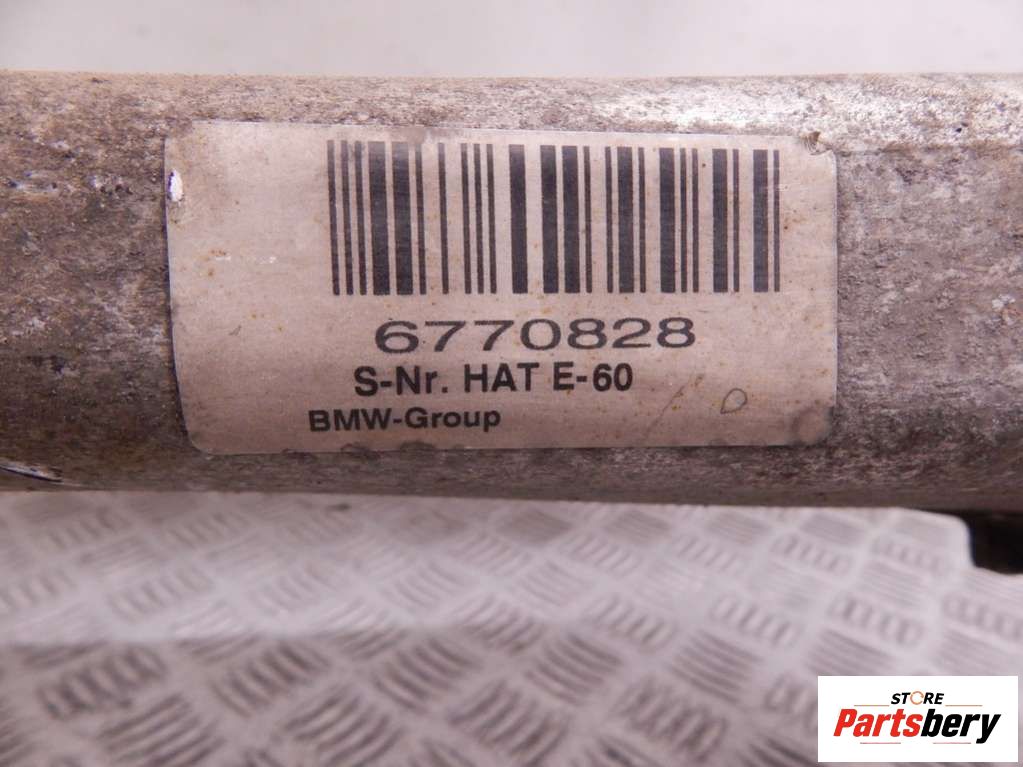 6770828
S-Nr. HAT E-60
BMW-Group
STORE
Partsbery